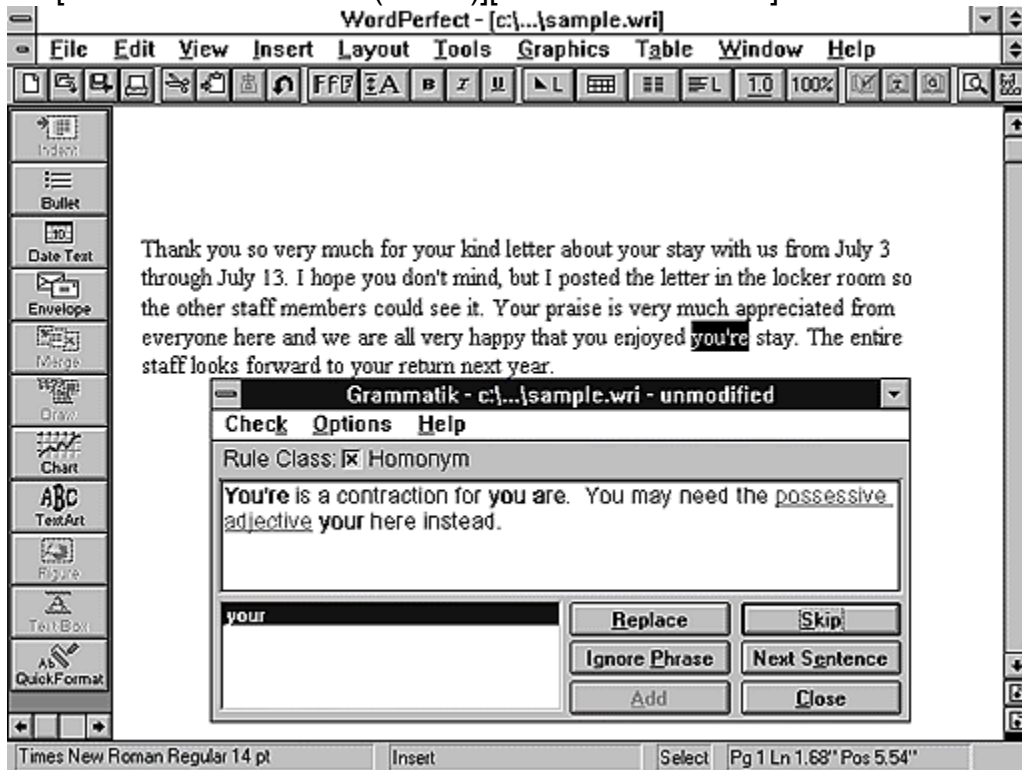 WordPerfect - [c:\...\sample.wri]
File Edit View Insert Layout Tools Graphics Table Window Help
B I U L L 1.0 100%
Indent
Bullet
Date Text
Envelope
Merge
Draw
Chart
ABC
TextArt
Figure
Text Box
QuickFormat
Thank you so very much for your kind letter about your stay with us from July 3
through July 13. I hope you don't mind, but I posted the letter in the locker room so
the other staff members could see it. Your praise is very much appreciated from
everyone here and we are all very happy that you enjoyed you're stay. The entire
staff looks forward to your return next year.
Grammatik - c:\...\sample.wri - unmodified
Check Options Help
Rule Class: Homonym
You're is a contraction for you are. You may need the possessive
adjective your here instead.
your
Replace Skip
Ignore Phrase Next Sentence
Add Close
Times New Roman Regular 14 pt Insert Select Pg 1 Ln 1.68" Pos 5.54"